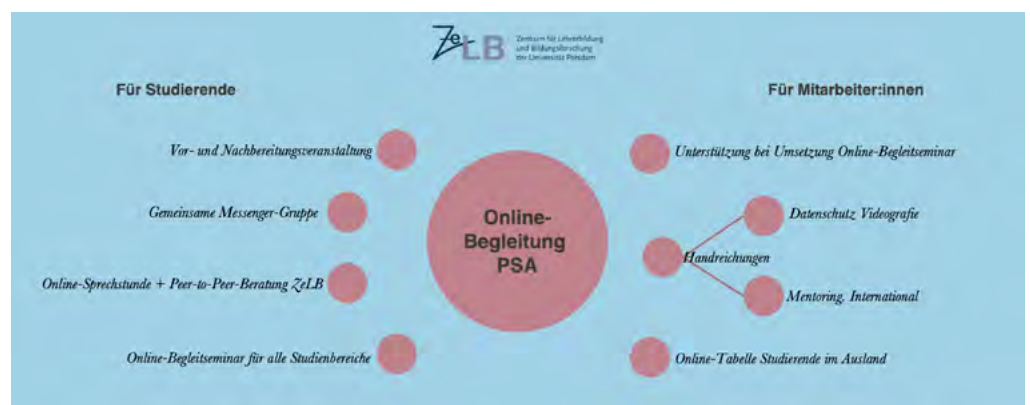 ZeLB
Zentrum für Lehrerbildung
und Bildungsforschung
der Universität Potsdam
Für Studierende
Vor- und Nachbereitungsveranstaltung
Gemeinsame Messenger-Gruppe
Online-Sprechstunde + Peer-to-Peer-Beratung ZeLB
Online-Begleitseminar für alle Studienbereiche
Online-
Begleitung
PSA
Für Mitarbeiter:innen
Unterstützung bei Umsetzung Online-Begleitseminar
Datenschutz Videografie
Handreichungen
Mentoring. International
Online-Tabelle Studierende im Ausland